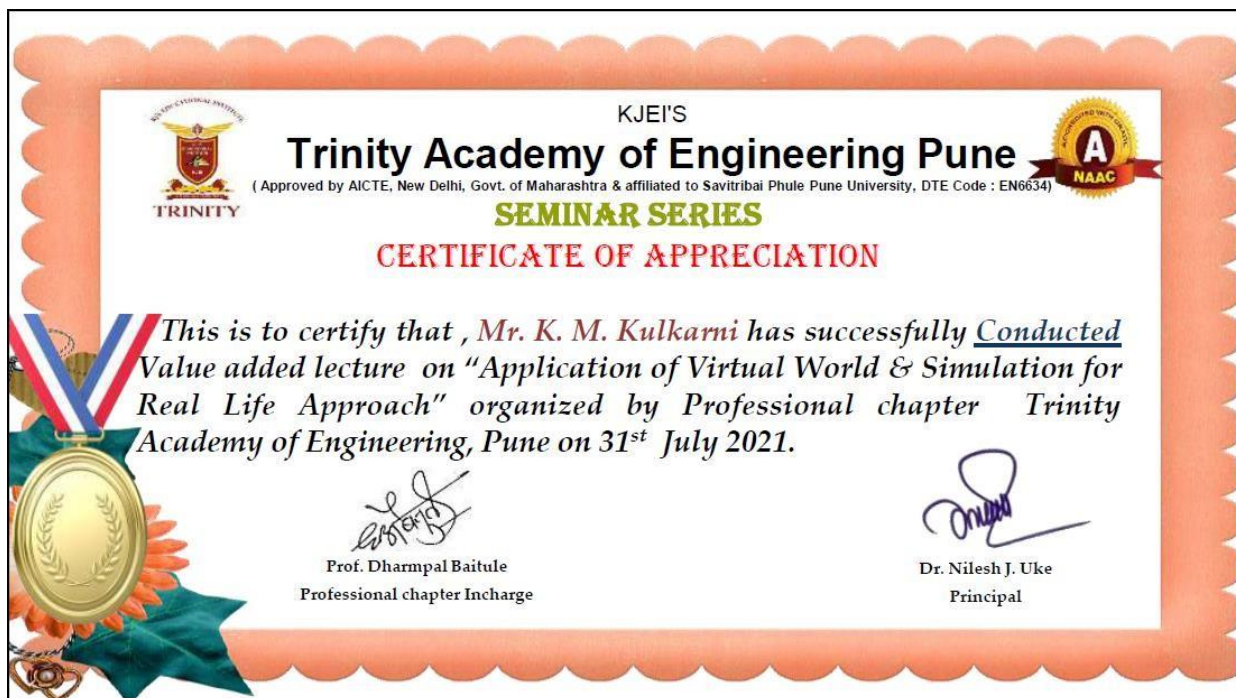 KJEI'S
Trinity Academy of Engineering Pune
( Approved by AICTE, New Delhi, Govt. of Maharashtra & affiliated to Savitribai Phule Pune University, DTE Code : EN6634)
TRINITY
A
NAAC
SEMINAR SERIES
CERTIFICATE OF APPRECIATION
This is to certify that , Mr. K. M. Kulkarni has successfully Conducted
Value added lecture on “Application of Virtual World & Simulation for
Real Life Approach” organized by Professional chapter Trinity
Academy of Engineering, Pune on 31st July 2021.
Prof. Dharmpal Baitule
Professional chapter Incharge
Dr. Nilesh J. Uke
Principal